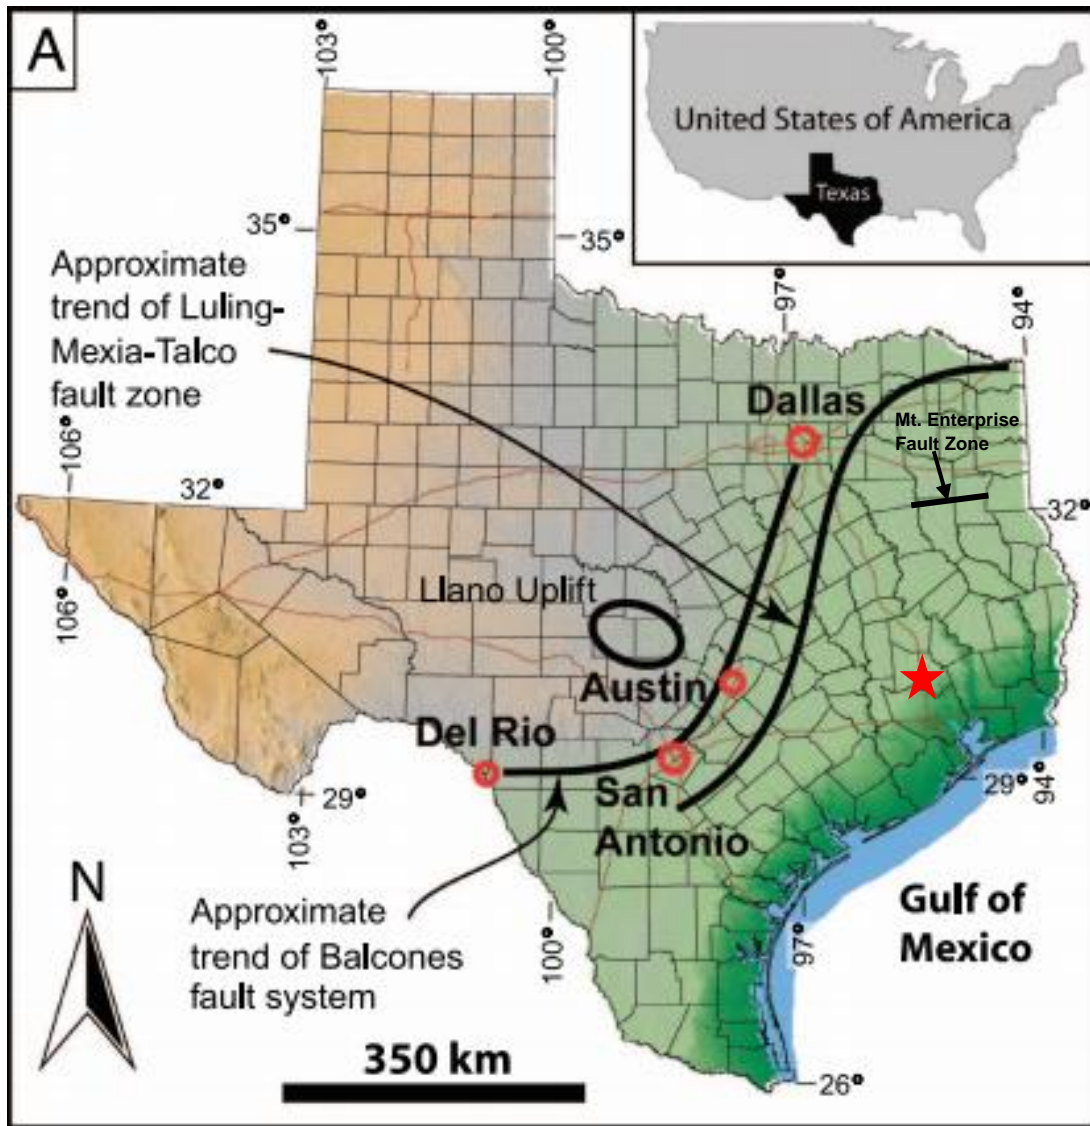 A
103°
100°
United States of America
Texas
35°
35°
Approximate
trend of Luling-
Mexia-Talco
fault zone
97°
94°
Dallas
Mt. Enterprise
Fault Zone
106°
32°
32°
Llano Uplift
106°
Austin
Del Rio
29°
103°
San
Antonio
29°
94°
N
Approximate
trend of Balcones
fault system
100°
97°
Gulf of
Mexico
350 km
26°